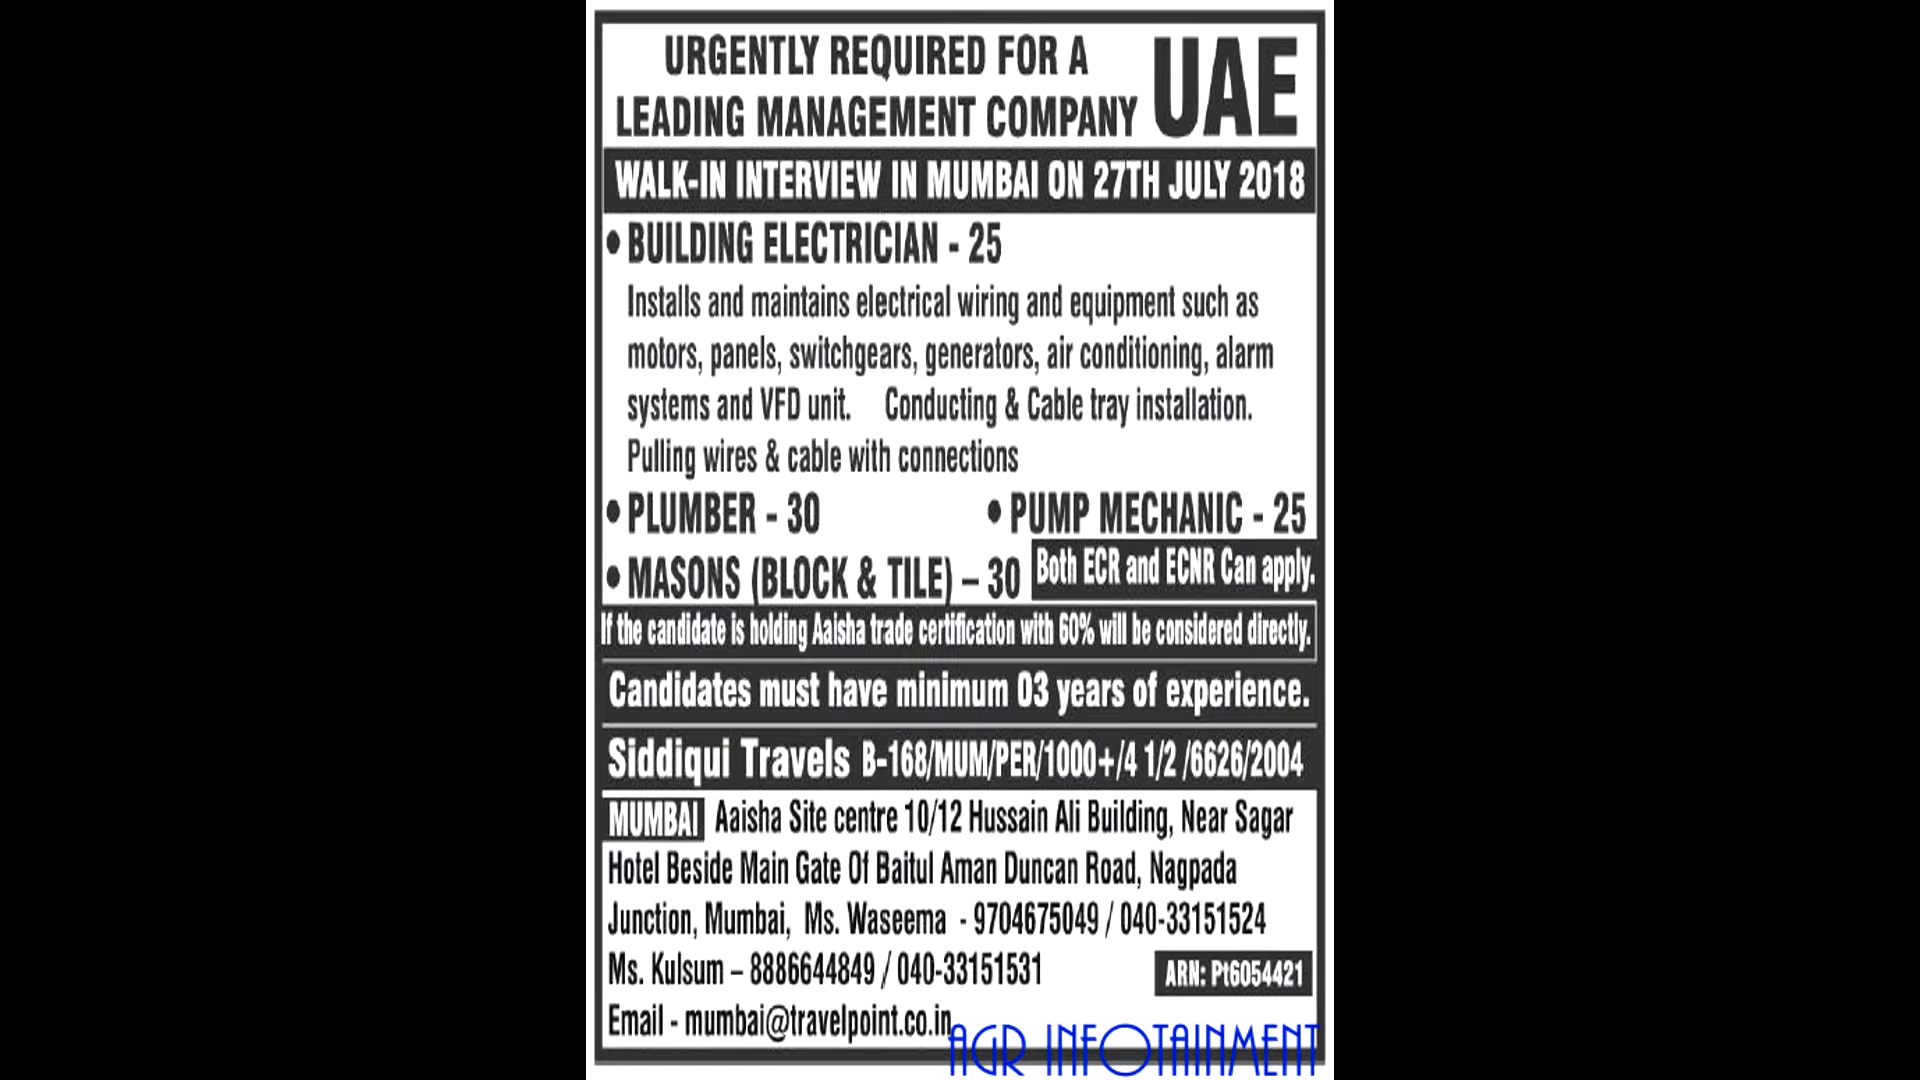 URGENTLY REQUIRED FOR A
LEADING MANAGEMENT COMPANY UAE
WALK-IN INTERVIEW IN MUMBAI ON 27TH JULY 2018
• BUILDING ELECTRICIAN - 25
Installs and maintains electrical wiring and equipment such as
motors, panels, switchgears, generators, air conditioning, alarm
systems and VFD unit. Conducting & Cable tray installation.
Pulling wires & cable with connections
• PLUMBER - 30 • PUMP MECHANIC - 25
• MASONS (BLOCK & TILE) – 30 Both ECR and ECNR Can apply.
If the candidate is holding Aaisha trade certification with 60% will be considered directly.
Candidates must have minimum 03 years of experience.
Siddiqui Travels B-168/MUM/PER/1000+/4 1/2 /6626/2004
MUMBAI Aaisha Site centre 10/12 Hussain Ali Building, Near Sagar
Hotel Beside Main Gate Of Baitul Aman Duncan Road, Nagpada
Junction, Mumbai, Ms. Waseema - 9704675049 / 040-33151524
Ms. Kulsum – 8886644849 / 040-33151531 ARN: Pt6054421
Email - mumbai@travelpoint.co.in
AGR INFOTAINMENT